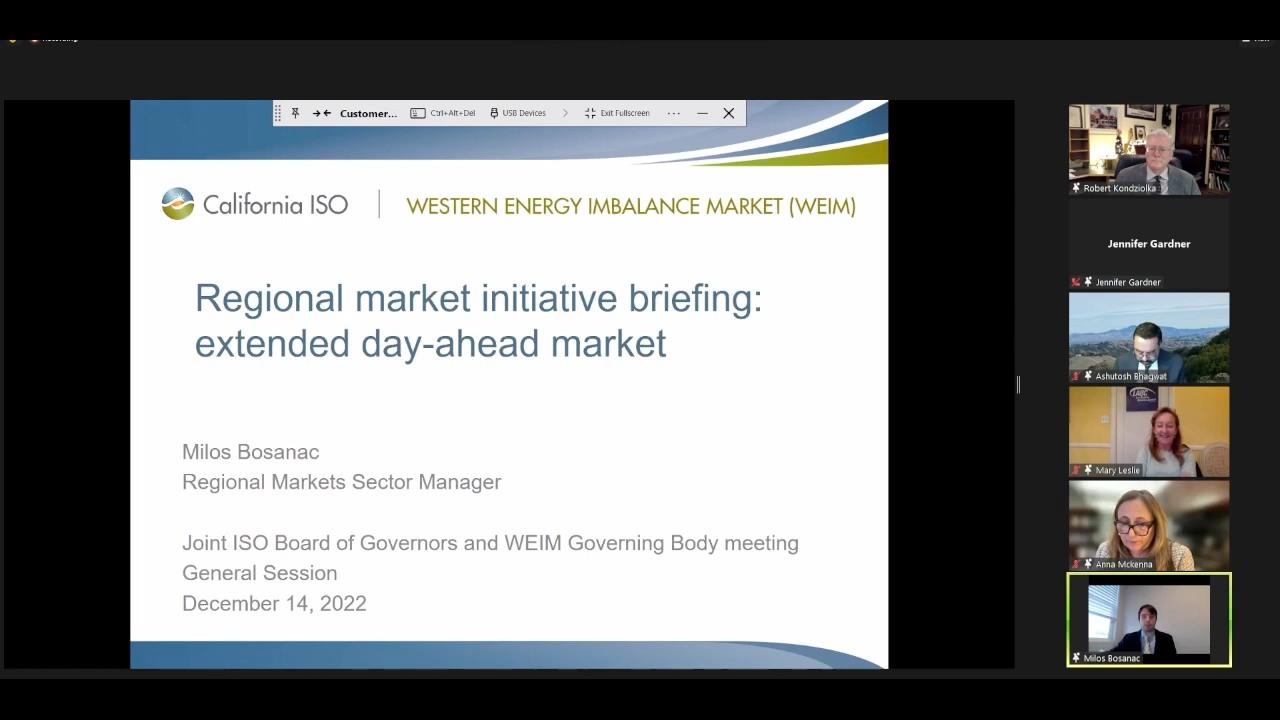 Customer...
Ctrl+Alt+Del
USB Devices
Exit Fullscreen
California ISO
WESTERN ENERGY IMBALANCE MARKET (WEIM)
Regional market initiative briefing:
extended day-ahead market
Milos Bosanac
Regional Markets Sector Manager
Joint ISO Board of Governors and WEIM Governing Body meeting
General Session
December 14, 2022
Robert Kondziolka
Jennifer Gardner
Jennifer Gardner
Ashutosh Bhagwat
Mary Leslie
Anna Mckenna
Milos Bosanac